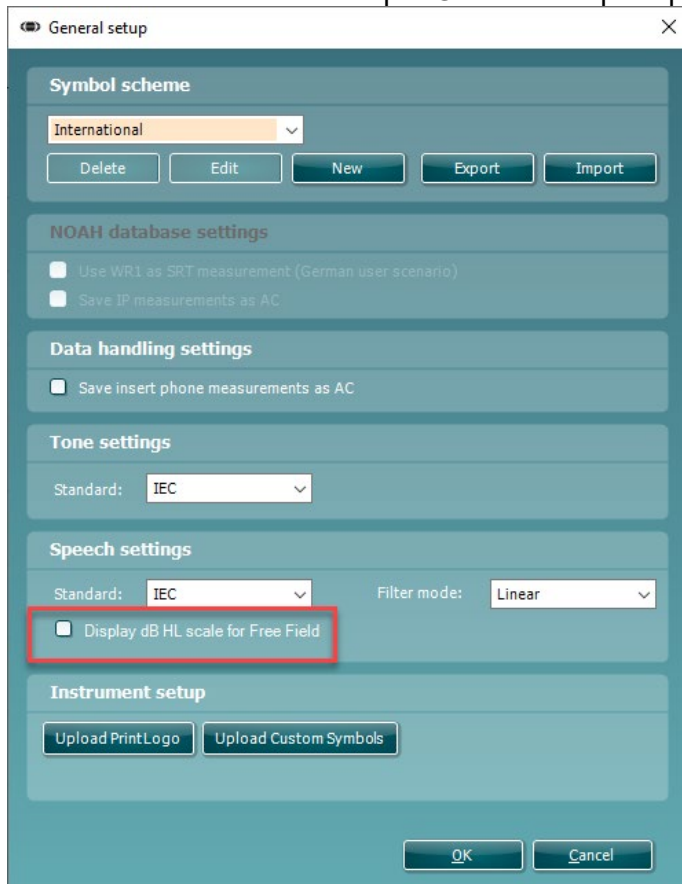 General setup
Symbol scheme
International
Delete Edit New Export Import
NOAH database settings
Use WR1 as SRT measurement (German user scenario)
Save IP measurements as AC
Data handling settings
Save insert phone measurements as AC
Tone settings
Standard: IEC
Speech settings
Standard: IEC Filter mode: Linear
Display dB HL scale for Free Field
Instrument setup
Upload PrintLogo Upload Custom Symbols
OK Cancel